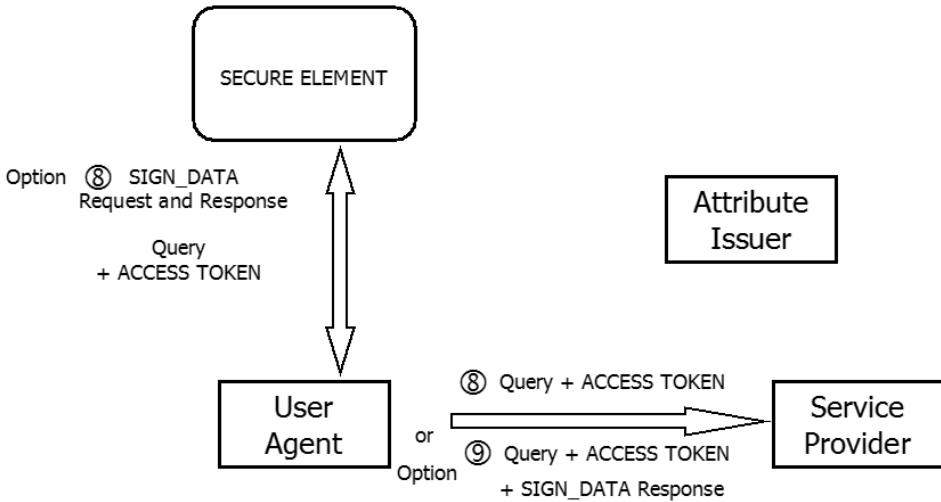 SECURE ELEMENT
Option ⑧ SIGN_DATA
Request and Response
Query
+ ACCESS TOKEN
Attribute
Issuer
User
Agent
or
Option
⑧ Query + ACCESS TOKEN
⑨ Query + ACCESS TOKEN
+ SIGN_DATA Response
Service
Provider